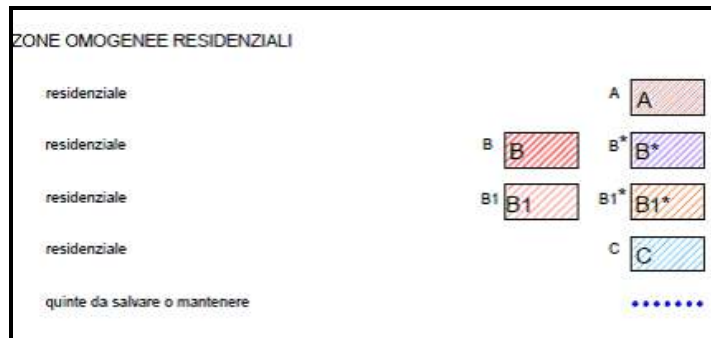 ZONE OMOGENEE RESIDENZIALI
residenziale A A
residenziale B B B* B*
residenziale B1 B1 B1* B1*
residenziale C C
quinte da salvare o mantenere